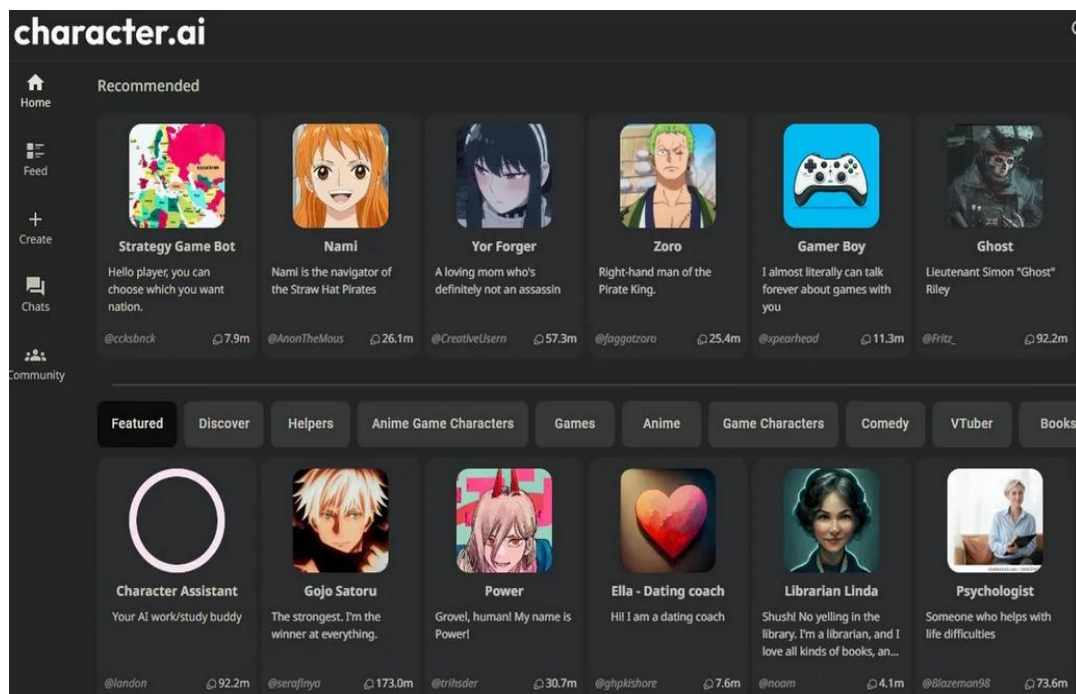 character.ai
Home
Feed
Create
Chats
Community
Recommended
Strategy Game Bot
Hello player, you can
choose which you want
nation.
@ccksbnck 7.9m
Nami
Nami is the navigator of
the Straw Hat Pirates
@AnonTheMous 26.1m
Yor Forger
A loving mom who's
definitely not an assassin
@CreativeUsern 57.3m
Zoro
Right-hand man of the
Pirate King.
@faggotzoro 25.4m
Gamer Boy
I almost literally can talk
forever about games with
you
@xpearhead 11.3m
Ghost
Lieutenant Simon "Ghost"
Riley
@Fritz_ 92.2m
Featured Discover Helpers Anime Game Characters Games Anime Game Characters Comedy VTuber Books
Character Assistant
Your AI work/study buddy
@landon 92.2m
Gojo Satoru
The strongest. I'm the
winner at everything.
@serafinya 173.0m
Power
Grovel, human! My name is
Power!
@trihsder 30.7m
Ella - Dating coach
Hi! I am a dating coach
@ghpkishore 7.6m
Librarian Linda
Shush! No yelling in the
library. I'm a librarian, and I
love all kinds of books, an...
@noam 4.1m
Psychologist
Someone who helps with
life difficulties
@Blazeman98 73.6m